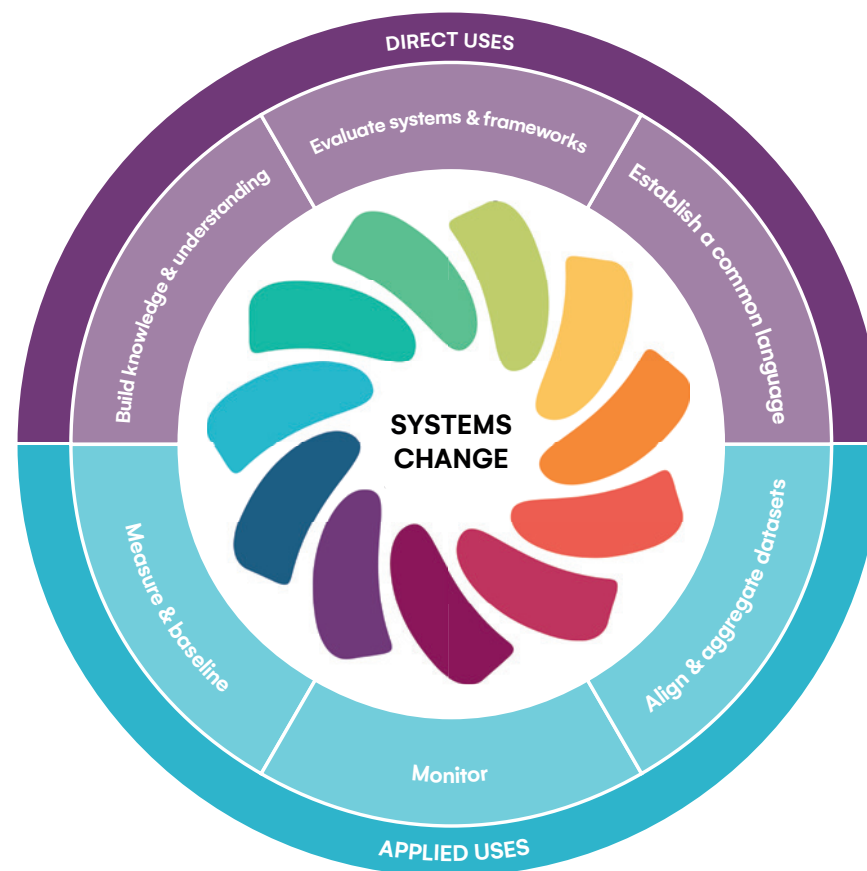 DIRECT USES
Evaluate systems & frameworks
Build knowledge & understanding
Establish a common language
SYSTEMS
CHANGE
Measure & baseline
Align & aggregate datasets
Monitor
APPLIED USES